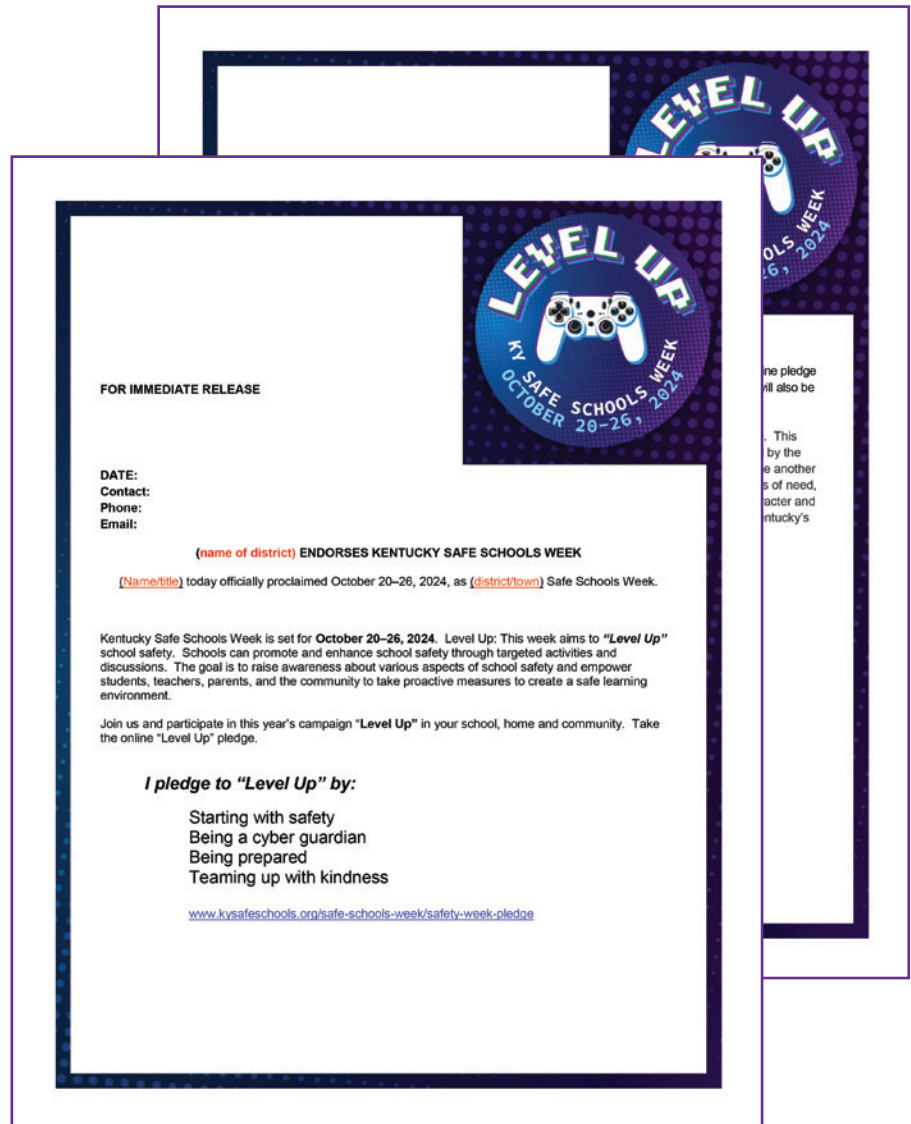 LEVEL UP
OLS WEEK
26, 2024
ne pledge
will also be
. This
by the
e another
s of need,
acter and
entucky's
LEVEL UP
KY SAFE SCHOOLS WEEK
OCTOBER 20-26, 2024
FOR IMMEDIATE RELEASE
DATE:
Contact:
Phone:
Email:
(name of district) ENDORSES KENTUCKY SAFE SCHOOLS WEEK
(Name/title) today officially proclaimed October 20–26, 2024, as (district/town) Safe Schools Week.
Kentucky Safe Schools Week is set for October 20–26, 2024.  Level Up: This week aims to “Level Up”
school safety.  Schools can promote and enhance school safety through targeted activities and
discussions.  The goal is to raise awareness about various aspects of school safety and empower
students, teachers, parents, and the community to take proactive measures to create a safe learning
environment.
Join us and participate in this year’s campaign “Level Up” in your school, home and community.  Take
the online “Level Up” pledge.
I pledge to “Level Up” by:
Starting with safety
Being a cyber guardian
Being prepared
Teaming up with kindness
www.kysafeschools.org/safe-schools-week/safety-week-pledge